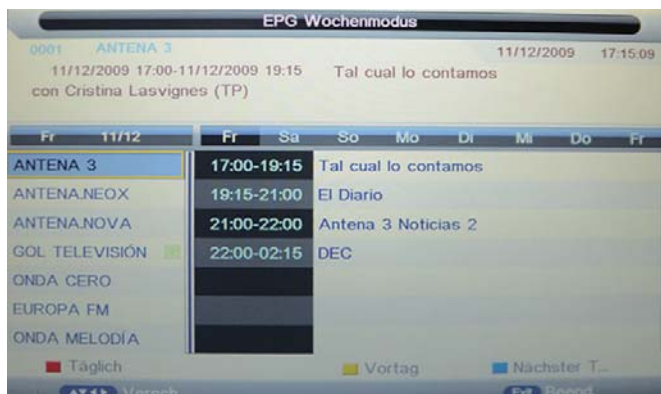 EPG Wochenmodus
0001 ANTENA 3 11/12/2009 17:15:09
11/12/2009 17:00-11/12/2009 19:15 Tal cual lo contamos
con Cristina Lasvignes (TP)
Fr 11/12 Fr Sa So Mo Di Mi Do Fr
ANTENA 3 17:00-19:15 Tal cual lo contamos
ANTENA.NEOX 19:15-21:00 El Diario
ANTENA.NOVA 21:00-22:00 Antena 3 Noticias 2
GOL TELEVISIÓN 22:00-02:15 DEC
ONDA CERO
EUROPA FM
ONDA MELODÍA
Täglich Vortag Nächster T...
Exit